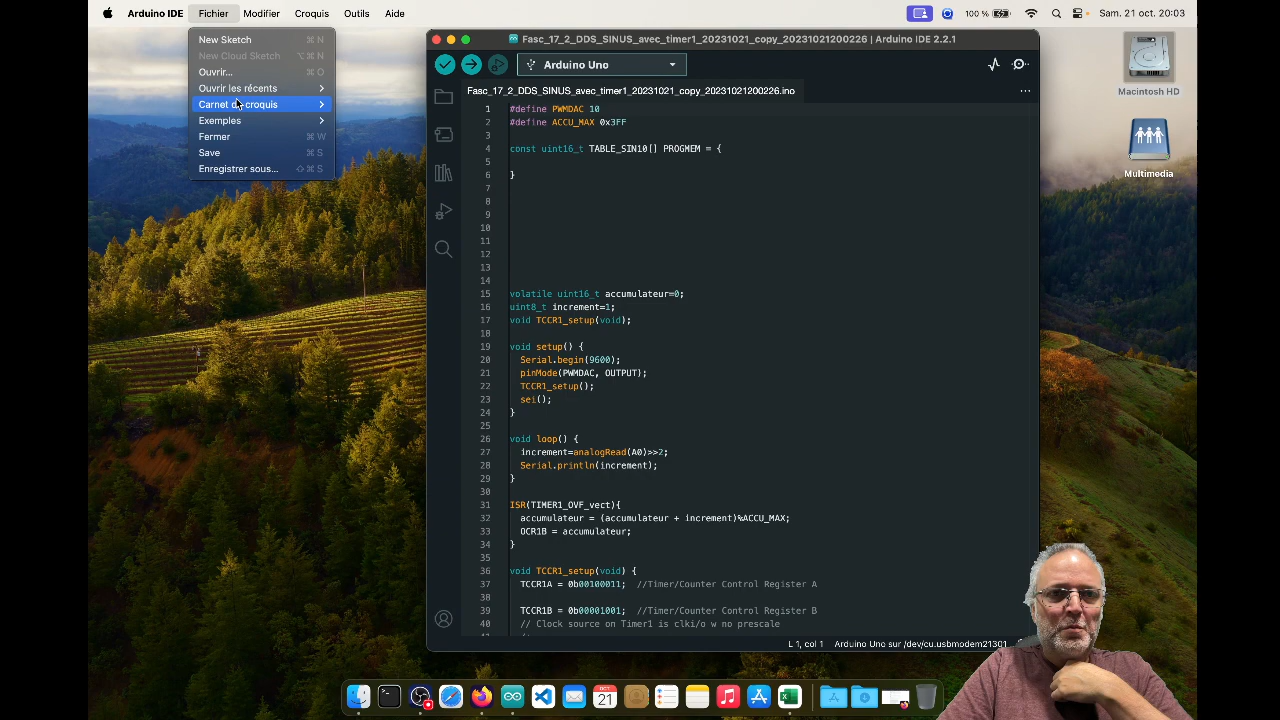 Arduino IDE Fichier Modifier Croquis Outils Aide
100 % Sam. 21 oct. 20:03
New Sketch ⌘ N
New Cloud Sketch ⌥⌘ N
Ouvrir... ⌘ O
Ouvrir les récents
Carnet de croquis
Exemples
Fermer ⌘ W
Save ⌘ S
Enregistrer sous... ⇧⌘ S
Fasc_17_2_DDS_SINUS_avec_timer1_20231021_copy_20231021200226 | Arduino IDE 2.2.1
Arduino Uno
Fasc_17_2_DDS_SINUS_avec_timer1_20231021_copy_20231021200226.ino
1 #define PWMDAC 10
2 #define ACCU_MAX 0x3FF
3
4 const uint16_t TABLE_SIN10[] PROGMEM = {
5
6 }
7
8
9
10
11
12
13
14
15 volatile uint16_t accumulateur=0;
16 uint8_t increment=1;
17 void TCCR1_setup(void);
18
19 void setup() {
20 Serial.begin(9600);
21 pinMode(PWMDAC, OUTPUT);
22 TCCR1_setup();
23 sei();
24 }
25
26 void loop() {
27 increment=analogRead(A0)>>2;
28 Serial.println(increment);
29 }
30
31 ISR(TIMER1_OVF_vect){
32 accumulateur = (accumulateur + increment)%ACCU_MAX;
33 OCR1B = accumulateur;
34 }
35
36 void TCCR1_setup(void) {
37 TCCR1A = 0b00100011; //Timer/Counter Control Register A
38
39 TCCR1B = 0b00001001; //Timer/Counter Control Register B
40 // Clock source on Timer1 is clki/o w no prescale
L 1, col 1 Arduino Uno sur /dev/cu.usbmodem21301
Macintosh HD
Multimedia
OCT
21